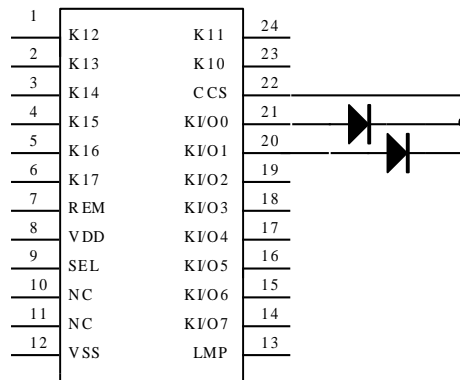 1 K12 K11 24
2 K13 K10 23
3 K14 CCS 22
4 K15 KI/O0 21
5 K16 KI/O1 20
6 K17 KI/O2 19
7 REM KI/O3 18
8 VDD KI/O4 17
9 SEL KI/O5 16
10 NC KI/O6 15
11 NC KI/O7 14
12 VSS LMP 13